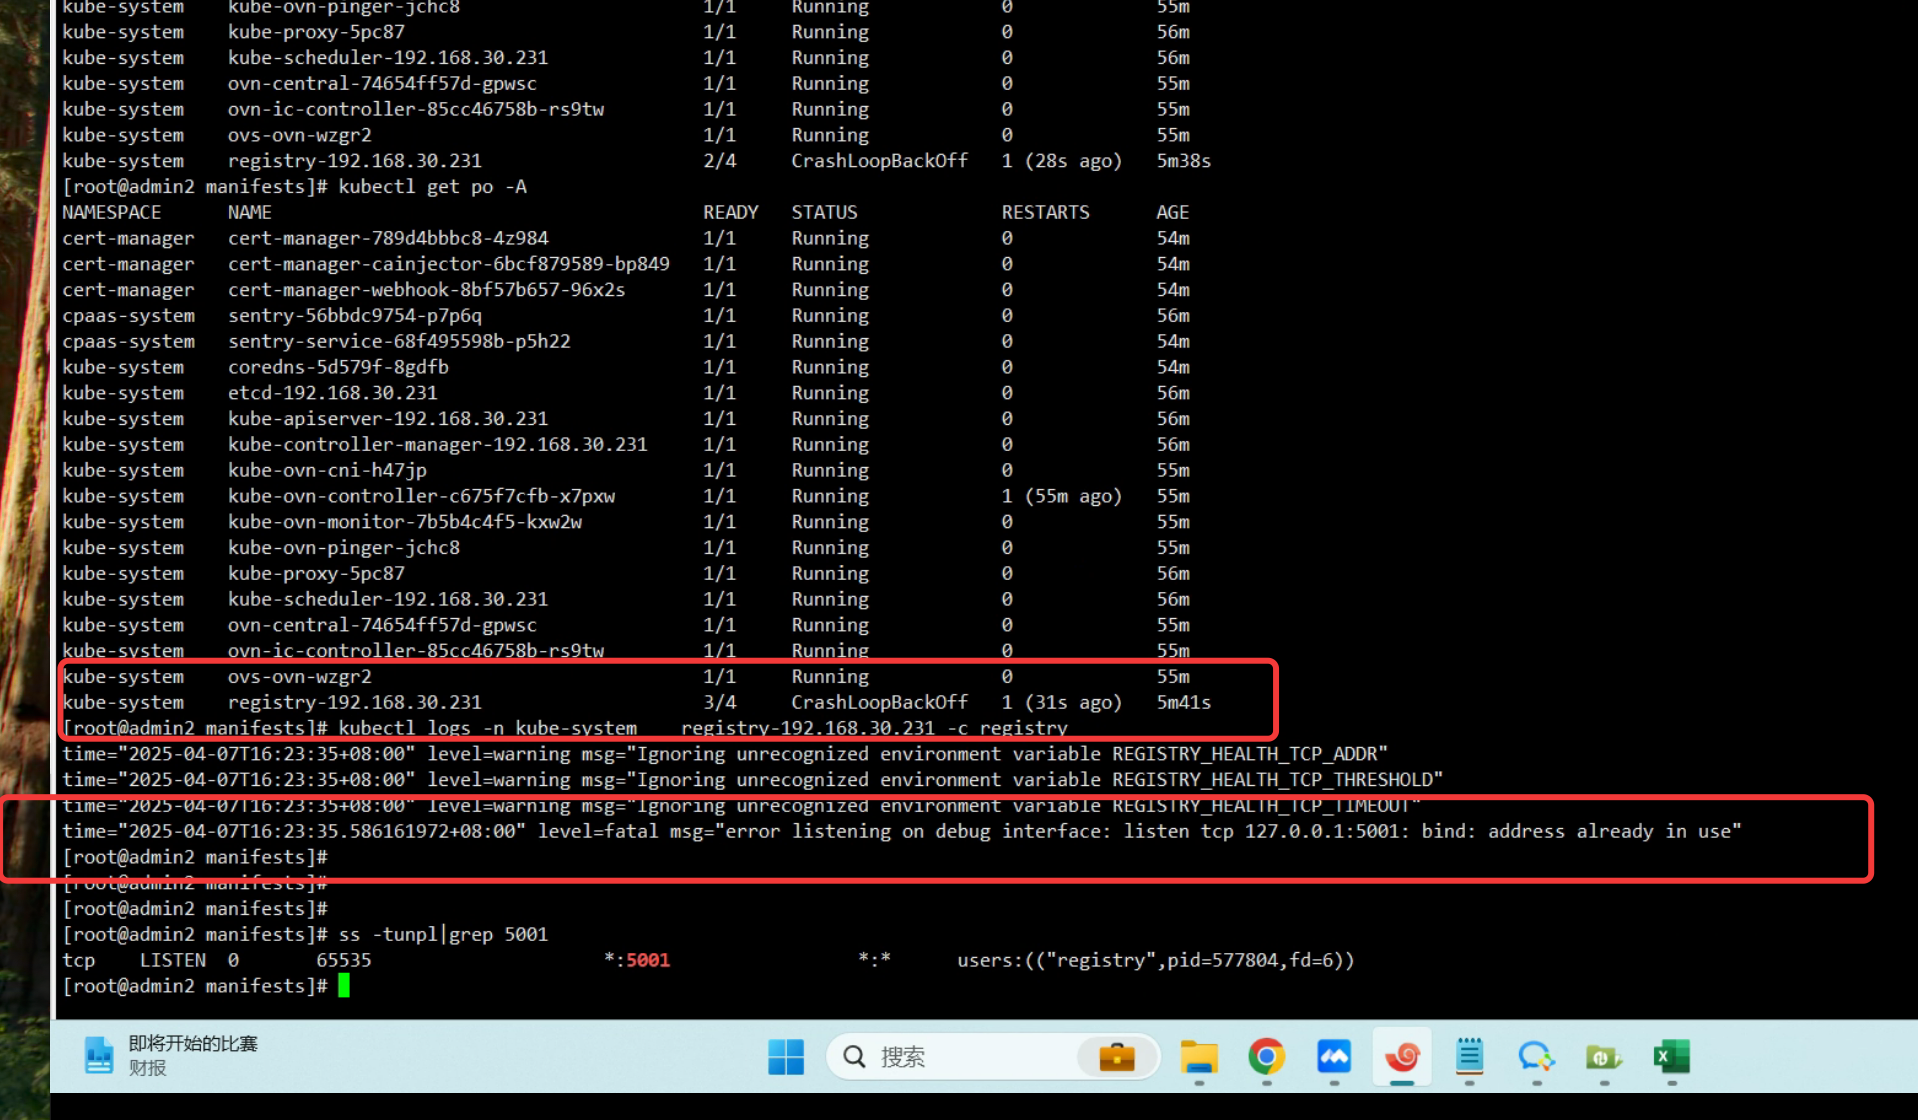 kube-system kube-ovn-pinger-jchc8 1/1 Running 0 55m
kube-system kube-proxy-5pc87 1/1 Running 0 56m
kube-system kube-scheduler-192.168.30.231 1/1 Running 0 56m
kube-system ovn-central-74654ff57d-gpwsc 1/1 Running 0 55m
kube-system ovn-ic-controller-85cc46758b-rs9tw 1/1 Running 0 55m
kube-system ovs-ovn-wzgr2 1/1 Running 0 55m
kube-system registry-192.168.30.231 2/4 CrashLoopBackOff 1 (28s ago) 5m38s
[root@admin2 manifests]# kubectl get po -A
NAMESPACE NAME READY STATUS RESTARTS AGE
cert-manager cert-manager-789d4bbbc8-4z984 1/1 Running 0 54m
cert-manager cert-manager-cainjector-6bcf879589-bp849 1/1 Running 0 54m
cert-manager cert-manager-webhook-8bf57b657-96x2s 1/1 Running 0 54m
cpaas-system sentry-56bbdc9754-p7p6q 1/1 Running 0 56m
cpaas-system sentry-service-68f495598b-p5h22 1/1 Running 0 54m
kube-system coredns-5d579f-8gdfb 1/1 Running 0 54m
kube-system etcd-192.168.30.231 1/1 Running 0 56m
kube-system kube-apiserver-192.168.30.231 1/1 Running 0 56m
kube-system kube-controller-manager-192.168.30.231 1/1 Running 0 56m
kube-system kube-ovn-cni-h47jp 1/1 Running 0 55m
kube-system kube-ovn-controller-c675f7cfb-x7pxw 1/1 Running 1 (55m ago) 55m
kube-system kube-ovn-monitor-7b5b4c4f5-kxw2w 1/1 Running 0 55m
kube-system kube-ovn-pinger-jchc8 1/1 Running 0 55m
kube-system kube-proxy-5pc87 1/1 Running 0 56m
kube-system kube-scheduler-192.168.30.231 1/1 Running 0 56m
kube-system ovn-central-74654ff57d-gpwsc 1/1 Running 0 55m
kube-system ovn-ic-controller-85cc46758b-rs9tw 1/1 Running 0 55m
kube-system ovs-ovn-wzgr2 1/1 Running 0 55m
kube-system registry-192.168.30.231 3/4 CrashLoopBackOff 1 (31s ago) 5m41s
[root@admin2 manifests]# kubectl logs -n kube-system registry-192.168.30.231 -c registry
time="2025-04-07T16:23:35+08:00" level=warning msg="Ignoring unrecognized environment variable REGISTRY_HEALTH_TCP_ADDR"
time="2025-04-07T16:23:35+08:00" level=warning msg="Ignoring unrecognized environment variable REGISTRY_HEALTH_TCP_THRESHOLD"
time="2025-04-07T16:23:35+08:00" level=warning msg="Ignoring unrecognized environment variable REGISTRY_HEALTH_TCP_TIMEOUT"
time="2025-04-07T16:23:35.586161972+08:00" level=fatal msg="error listening on debug interface: listen tcp 127.0.0.1:5001: bind: address already in use"
[root@admin2 manifests]#
[root@admin2 manifests]#
[root@admin2 manifests]#
[root@admin2 manifests]# ss -tunpl|grep 5001
tcp LISTEN 0 65535 *:5001 *:* users:(("registry",pid=577804,fd=6))
[root@admin2 manifests]#
即将开始的比赛
财报
搜索